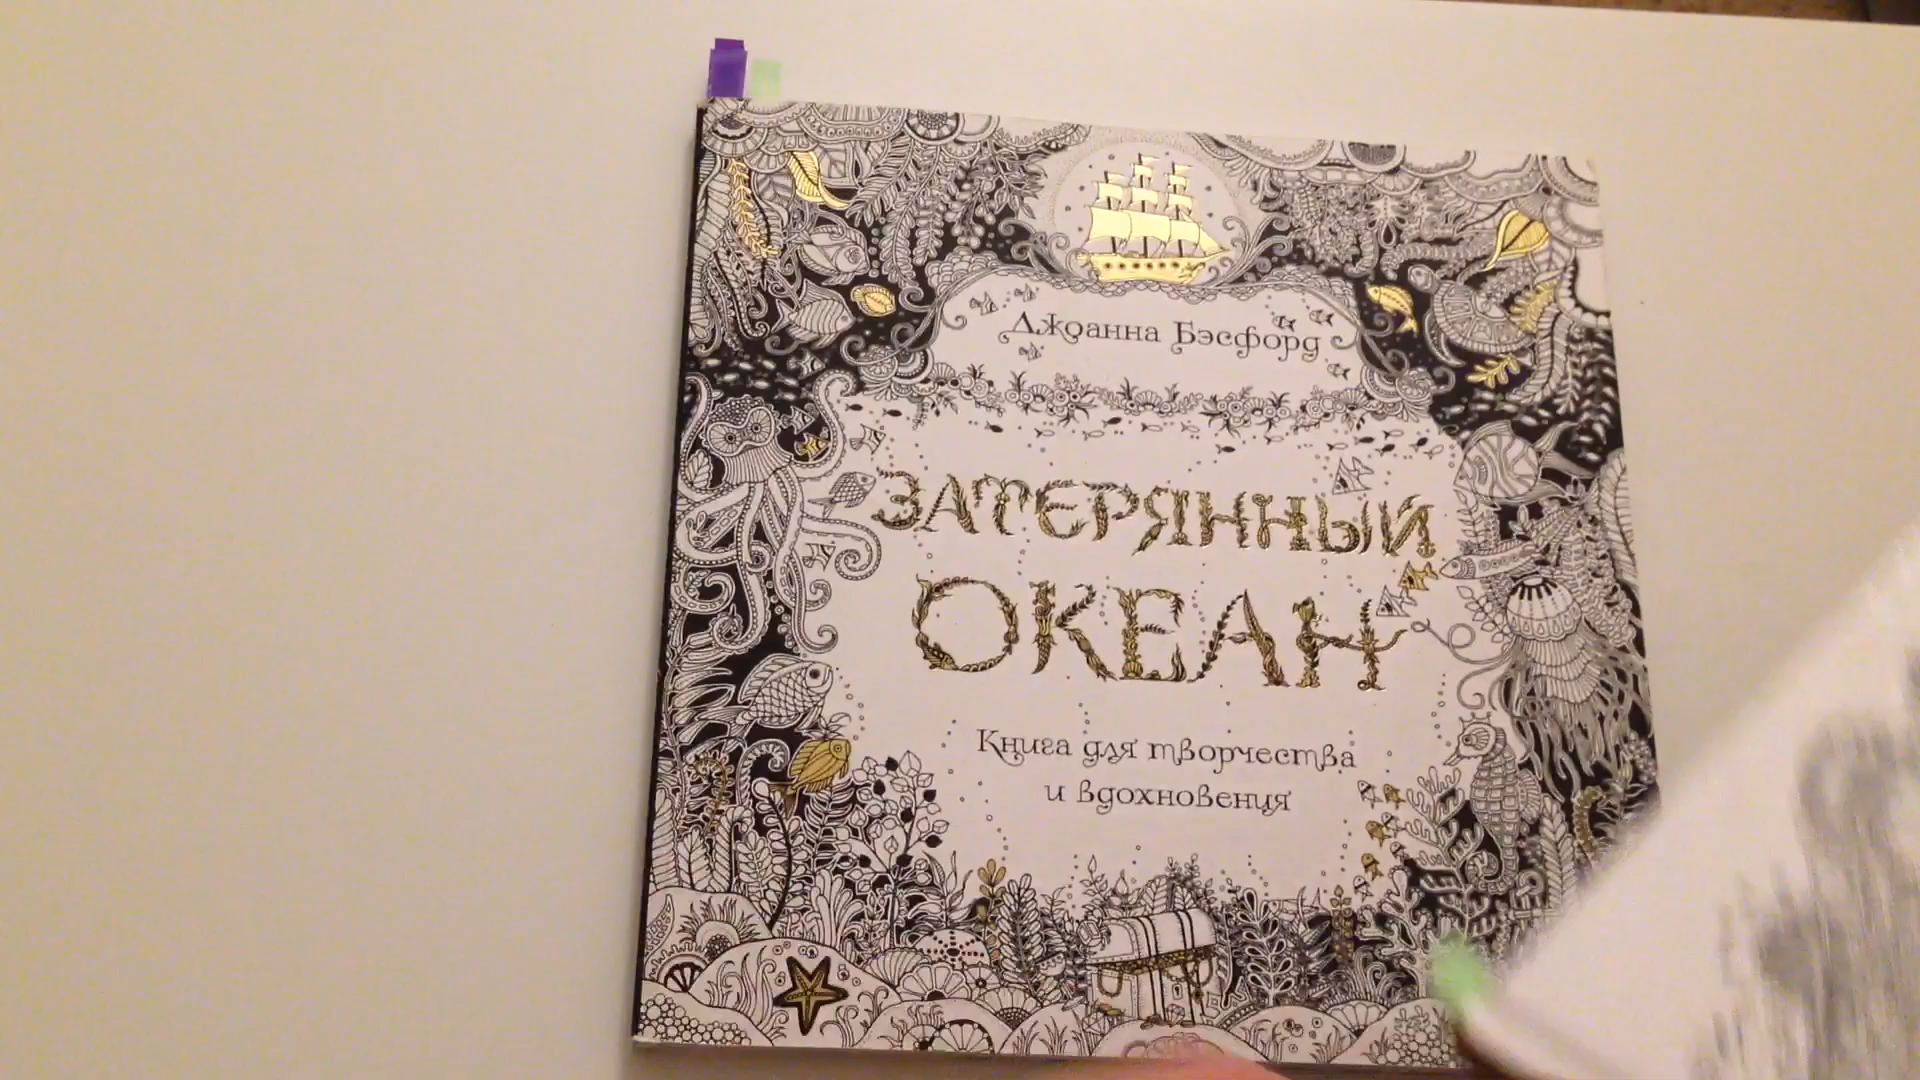 Джоанна Бэсфорд
ЗАТЕРЯННЫЙ
ОКЕАН
Книга для творчества
и вдохновения